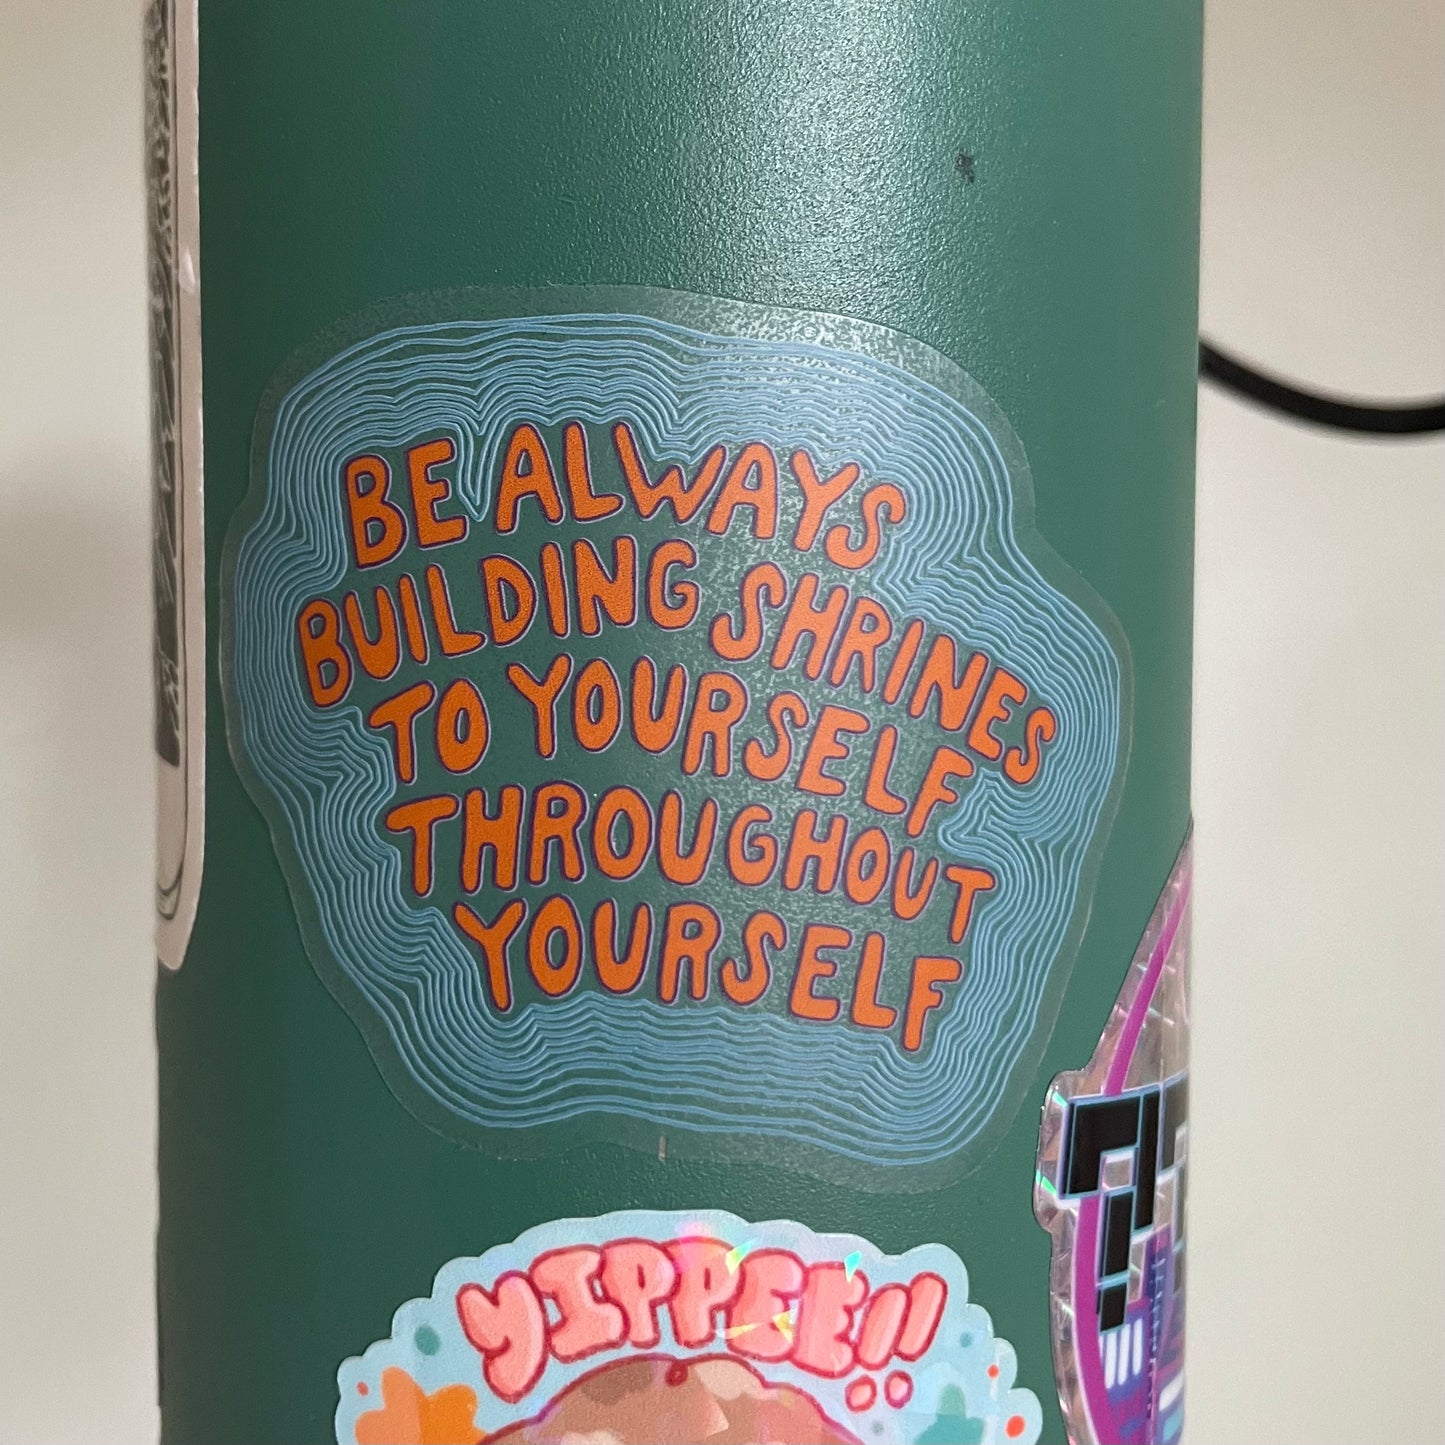 BE ALWAYS
BUILDING SHRINES
TO YOURSELF
THROUGHOUT
YOURSELF
YIPPEE!!